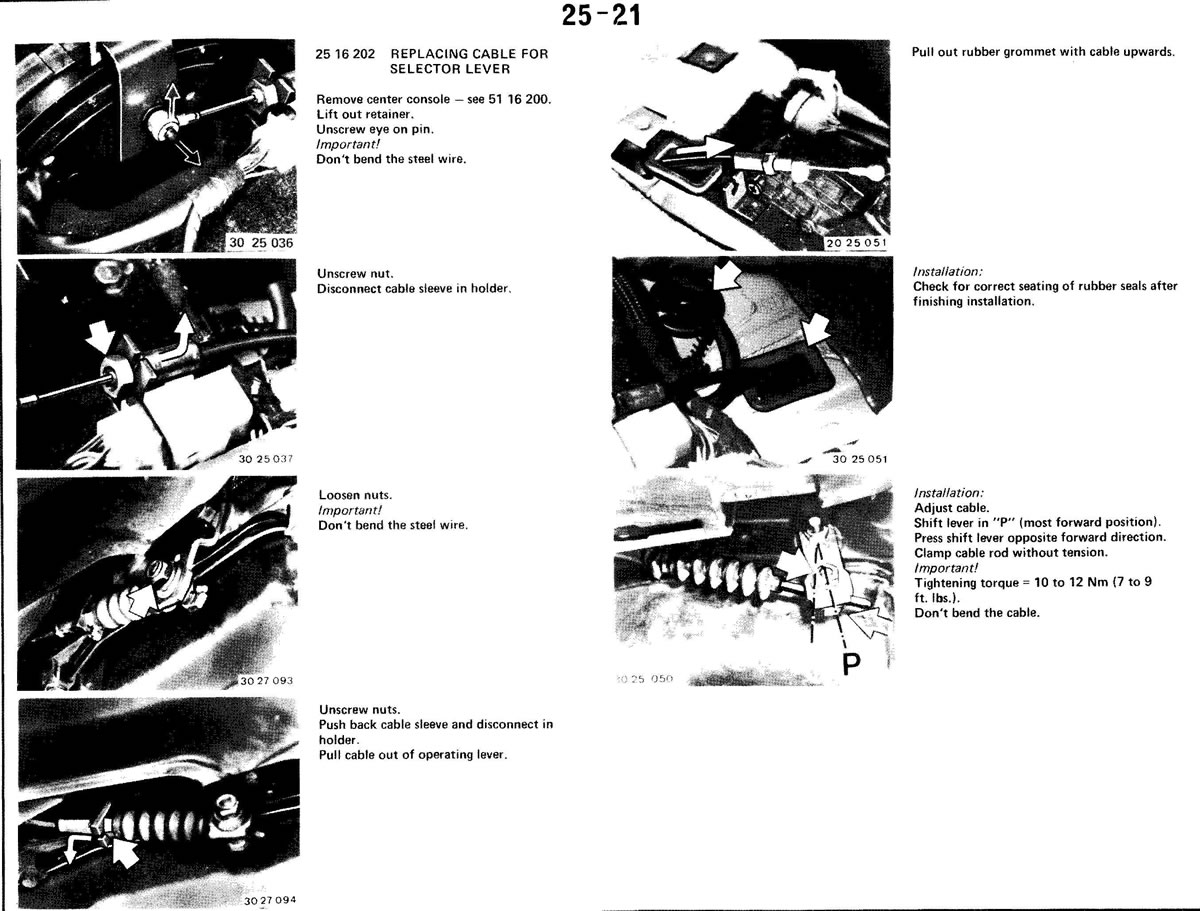 25-21
25 16 202 REPLACING CABLE FOR
SELECTOR LEVER
Remove center console — see 51 16 200.
Lift out retainer.
Unscrew eye on pin.
Important!
Don't bend the steel wire.
30 25 036
Unscrew nut.
Disconnect cable sleeve in holder.
30 25 037
Loosen nuts.
Important!
Don't bend the steel wire.
30 27 093
Unscrew nuts.
Push back cable sleeve and disconnect in
holder.
Pull cable out of operating lever.
30 27 094
Pull out rubber grommet with cable upwards.
20 25 051
Installation:
Check for correct seating of rubber seals after
finishing installation.
30 25 051
Installation:
Adjust cable.
Shift lever in "P" (most forward position).
Press shift lever opposite forward direction.
Clamp cable rod without tension.
Important!
Tightening torque = 10 to 12 Nm (7 to 9
ft. lbs.).
Don't bend the cable.
P
30 25 050